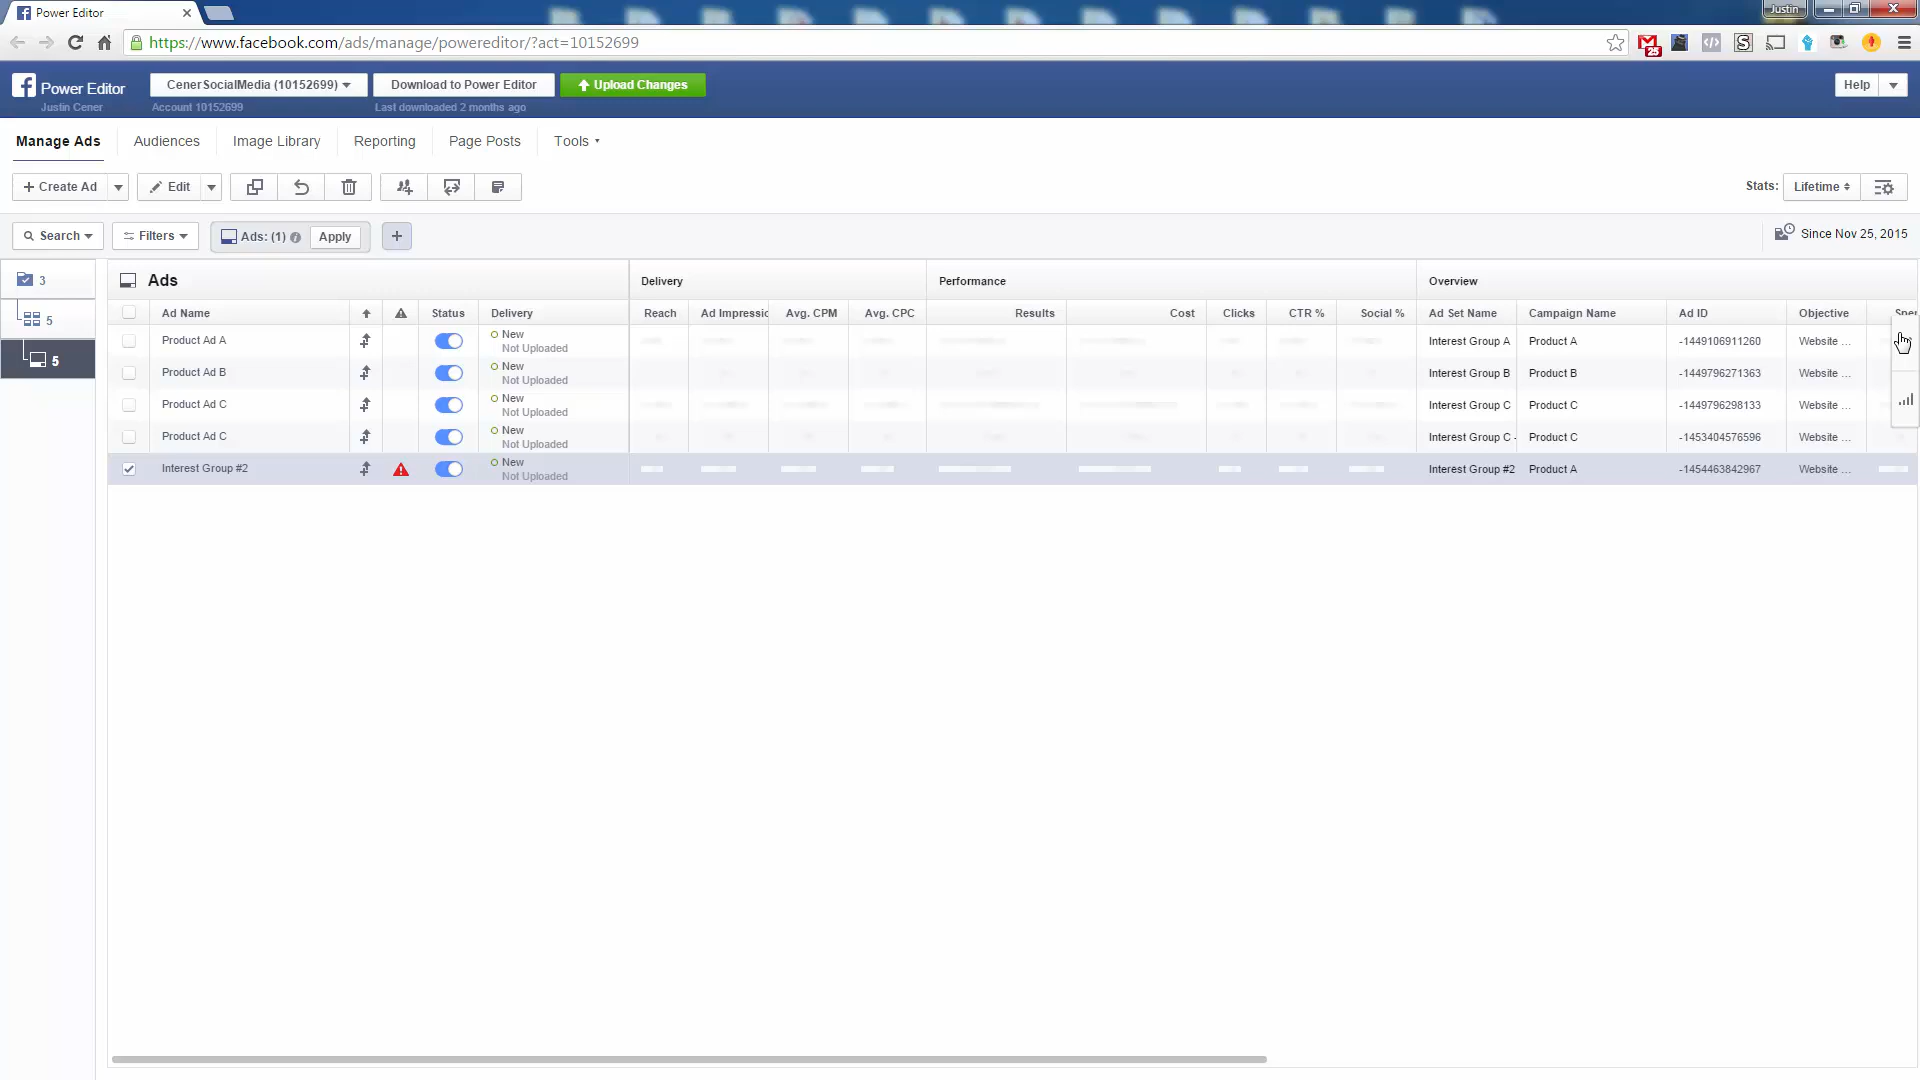 Power Editor
Justin
https://www.facebook.com/ads/manage/powereditor/?act=10152699
25
Power Editor
Justin Cener
CenerSocialMedia (10152699)
Account 10152699
Download to Power Editor
Last downloaded 2 months ago
Upload Changes
Help
Manage Ads Audiences Image Library Reporting Page Posts Tools
+ Create Ad Edit
Stats: Lifetime
Search Filters Ads: (1) Apply +
Since Nov 25, 2015
3
5
5
Ads Delivery Performance Overview
Ad Name Status Delivery Reach Ad Impressic Avg. CPM Avg. CPC Results Cost Clicks CTR % Social % Ad Set Name Campaign Name Ad ID Objective Sper
Product Ad A New Not Uploaded Interest Group A Product A -1449106911260 Website ...
Product Ad B New Not Uploaded Interest Group B Product B -1449796271363 Website ...
Product Ad C New Not Uploaded Interest Group C Product C -1449796298133 Website ...
Product Ad C New Not Uploaded Interest Group C - Product C -1453404576596 Website ...
Interest Group #2 New Not Uploaded Interest Group #2 Product A -1454463842967 Website ...